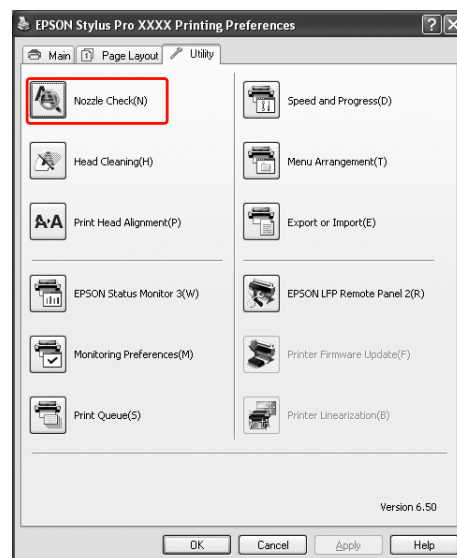 EPSON Stylus Pro XXXX Printing Preferences
Main
Page Layout
Utility
Nozzle Check(N)
Speed and Progress(D)
Head Cleaning(H)
Menu Arrangement(T)
A:A
Print Head Alignment(P)
Export or Import(E)
EPSON Status Monitor 3(W)
EPSON LFP Remote Panel 2(R)
Monitoring Preferences(M)
Printer Firmware Update(F)
Print Queue(S)
Printer Linearization(B)
Version 6.50
OK
Cancel
Apply
Help